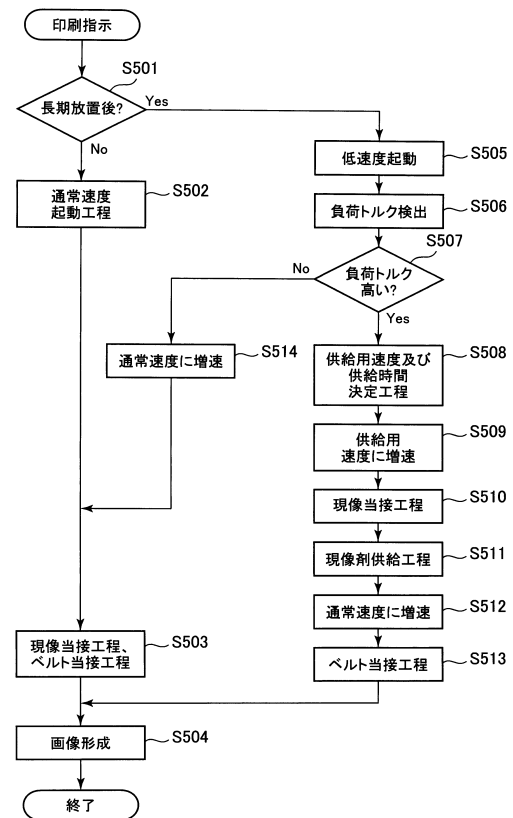 印刷指示
S501
長期放置後?
Yes
No
S505
低速度起動
S502
通常速度
起動工程
S506
負荷トルク検出
S507
負荷トルク
高い?
No
Yes
S514
通常速度に増速
S508
供給用速度及び
供給時間
決定工程
S509
供給用
速度に増速
S510
現像当接工程
S511
現像剤供給工程
S512
通常速度に増速
S503
現像当接工程、
ベルト当接工程
S513
ベルト当接工程
S504
画像形成
終了